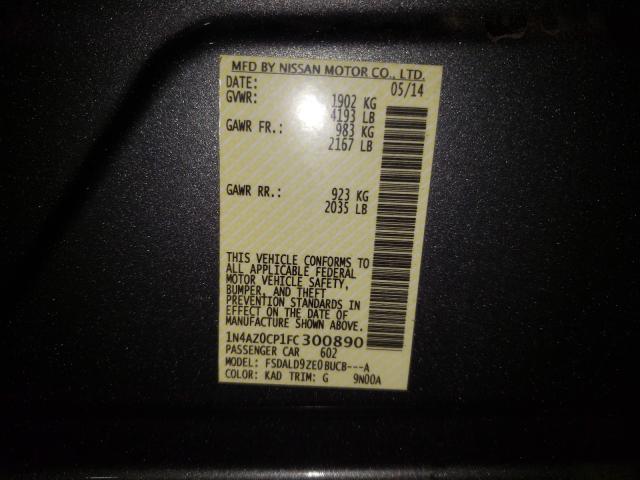 MFD BY NISSAN MOTOR CO., LTD.
DATE: 05/14
GVWR: 1902 KG
4193 LB
GAWR FR.: 983 KG
2167 LB
GAWR RR.: 923 KG
2035 LB
THIS VEHICLE CONFORMS TO
ALL APPLICABLE FEDERAL
MOTOR VEHICLE SAFETY,
BUMPER, AND THEFT
PREVENTION STANDARDS IN
EFFECT ON THE DATE OF
MANUFACTURE SHOWN ABOVE.
1N4AZ0CP1FC300890
PASSENGER CAR 602
MODEL: FSDALD9ZE0BUCB---A
COLOR: KAD TRIM: G 9N00A